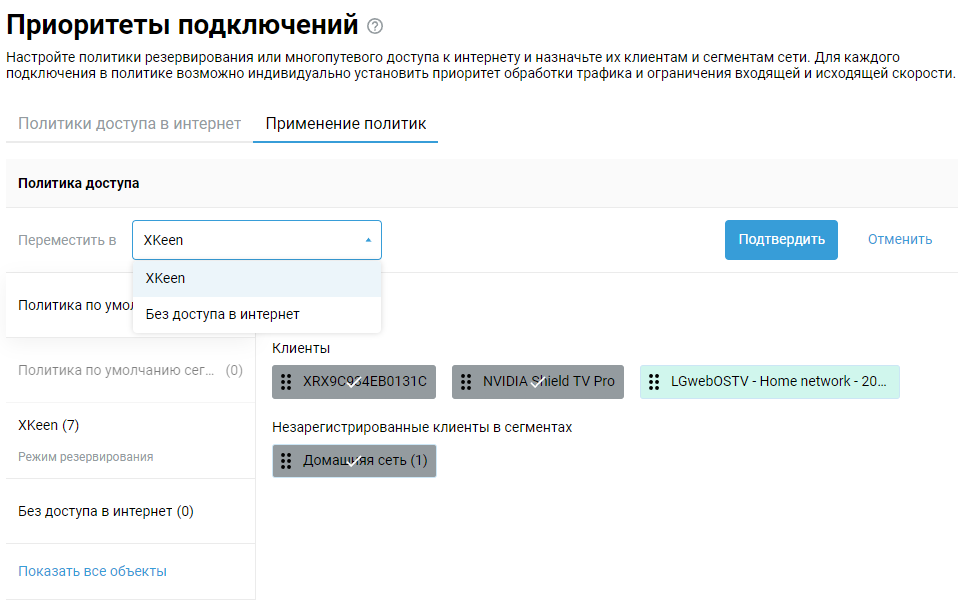 Приоритеты подключений ?
Настройте политики резервирования или многопутевого доступа к интернету и назначьте их клиентам и сегментам сети. Для каждого
подключения в политике возможно индивидуально установить приоритет обработки трафика и ограничения входящей и исходящей скорости.
Политики доступа в интернет Применение политик
Политика доступа
Переместить в XKeen Подтвердить Отменить
XKeen
Без доступа в интернет
Политика по умол
Клиенты
Политика по умолчанию сег... (0)
XRX9C934EB0131C NVIDIA Shield TV Pro LGwebOSTV - Home network - 20...
XKeen (7)
Режим резервирования
Незарегистрированные клиенты в сегментах
Домашняя сеть (1)
Без доступа в интернет (0)
Показать все объекты